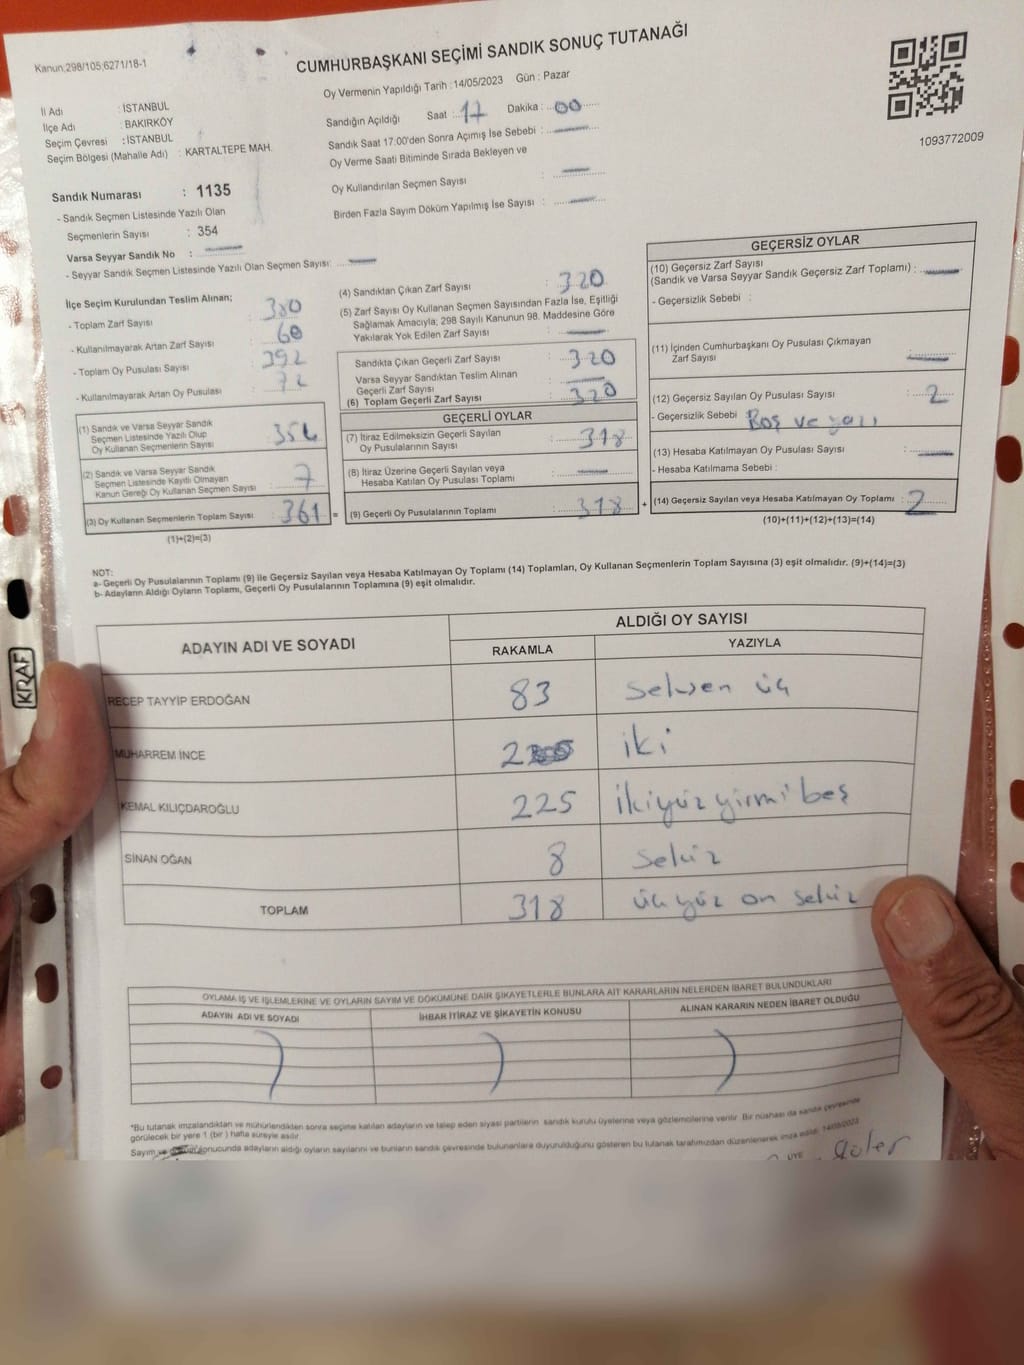 Kanun;298/105;6271/18-1
CUMHURBAŞKANI SEÇİMİ SANDIK SONUÇ TUTANAĞI
1093772009
İl Adı : İSTANBUL
İlçe Adı : BAKIRKÖY
Seçim Çevresi : İSTANBUL
Seçim Bölgesi (Mahalle Adı) : KARTALTEPE MAH.
Oy Vermenin Yapıldığı Tarih : 14/05/2023 Gün : Pazar
Sandığın Açıldığı Saat : 17 Dakika : 00
Sandık Saat 17:00'den Sonra Açımış İse Sebebi :
Oy Verme Saati Bitiminde Sırada Bekleyen ve
Oy Kullandırılan Seçmen Sayısı :
Birden Fazla Sayım Döküm Yapılmış İse Sayısı :
Sandık Numarası : 1135
- Sandık Seçmen Listesinde Yazılı Olan
Seçmenlerin Sayısı : 354
Varsa Seyyar Sandık No :
- Seyyar Sandık Seçmen Listesinde Yazılı Olan Seçmen Sayısı:
İlçe Seçim Kurulundan Teslim Alınan;
- Toplam Zarf Sayısı : 380
- Kullanılmayarak Artan Zarf Sayısı : 60
- Toplam Oy Pusulası Sayısı : 392
- Kullanılmayarak Artan Oy Pusulası : 72
(1) Sandık ve Varsa Seyyar Sandık
Seçmen Listesinde Yazılı Olup
Oy Kullanan Seçmenlerin Sayısı : 354
(2) Sandık ve Varsa Seyyar Sandık
Seçmen Listesinde Kayıtlı Olmayan
Kanun Gereği Oy Kullanan Seçmen Sayısı : 7
(3) Oy Kullanan Seçmenlerin Toplam Sayısı : 361 =
(1)+(2)=(3)
(4) Sandıktan Çıkan Zarf Sayısı : 320
(5) Zarf Sayısı Oy Kullanan Seçmen Sayısından Fazla İse, Eşitliği
Sağlamak Amacıyla; 298 Sayılı Kanunun 98. Maddesine Göre
Yakılarak Yok Edilen Zarf Sayısı :
Sandıkta Çıkan Geçerli Zarf Sayısı : 320
Varsa Seyyar Sandıktan Teslim Alınan
Geçerli Zarf Sayısı :
(6) Toplam Geçerli Zarf Sayısı : 320
GEÇERLİ OYLAR
(7) İtiraz Edilmeksizin Geçerli Sayılan
Oy Pusulalarının Sayısı : 318
(8) İtiraz Üzerine Geçerli Sayılan veya
Hesaba Katılan Oy Pusulası Toplamı :
(9) Geçerli Oy Pusulalarının Toplamı : 318 +
GEÇERSİZ OYLAR
(10) Geçersiz Zarf Sayısı
(Sandık ve Varsa Seyyar Sandık Geçersiz Zarf Toplamı) :
- Geçersizlik Sebebi :
(11) İçinden Cumhurbaşkanı Oy Pusulası Çıkmayan
Zarf Sayısı :
(12) Geçersiz Sayılan Oy Pusulası Sayısı : 2
- Geçersizlik Sebebi Boş ve yazı
(13) Hesaba Katılmayan Oy Pusulası Sayısı :
- Hesaba Katılmama Sebebi :
(14) Geçersiz Sayılan veya Hesaba Katılmayan Oy Toplamı : 2
(10)+(11)+(12)+(13)=(14)
NOT:
a- Geçerli Oy Pusulalarının Toplamı (9) ile Geçersiz Sayılan veya Hesaba Katılmayan Oy Toplamı (14) Toplamları, Oy Kullanan Seçmenlerin Toplam Sayısına (3) eşit olmalıdır. (9)+(14)=(3)
b- Adayların Aldığı Oyların Toplamı, Geçerli Oy Pusulalarının Toplamına (9) eşit olmalıdır.
ADAYIN ADI VE SOYADI
ALDIĞI OY SAYISI
RAKAMLA YAZIYLA
RECEP TAYYİP ERDOĞAN 83 Seksen üç
MUHARREM İNCE 2 iki
KEMAL KILIÇDAROĞLU 225 ikiyüzyirmibeş
SİNAN OĞAN 8 Sekiz
TOPLAM 318 üçyüz on sekiz
OYLAMA İŞ VE İŞLEMLERİNE VE OYLARIN SAYIM VE DÖKÜMÜNE DAİR ŞİKAYETLERLE BUNLARA AİT KARARLARIN NELERDEN İBARET BULUNDUKLARI
ADAYIN ADI VE SOYADI İHBAR İTİRAZ VE ŞİKAYETİN KONUSU ALINAN KARARIN NEDEN İBARET OLDUĞU
*Bu tutanak imzalandıktan ve mühürlendikten sonra seçime katılan adayların ve talep eden siyasi partilerin sandık kurulu üyelerine veya gözlemcilerine verilir. Bir nüshası da sandık çevresinde
görülecek bir yere 1 (bir) hafta süreyle asılır.
Sayım ve döküm sonucunda adayların aldığı oyların sayılarını ve bunların sandık çevresinde bulunanlara duyurulduğunu gösteren bu tutanak tarafımızdan düzenlenerek imza edildi. 14/05/2023
ÜYE
KRAF